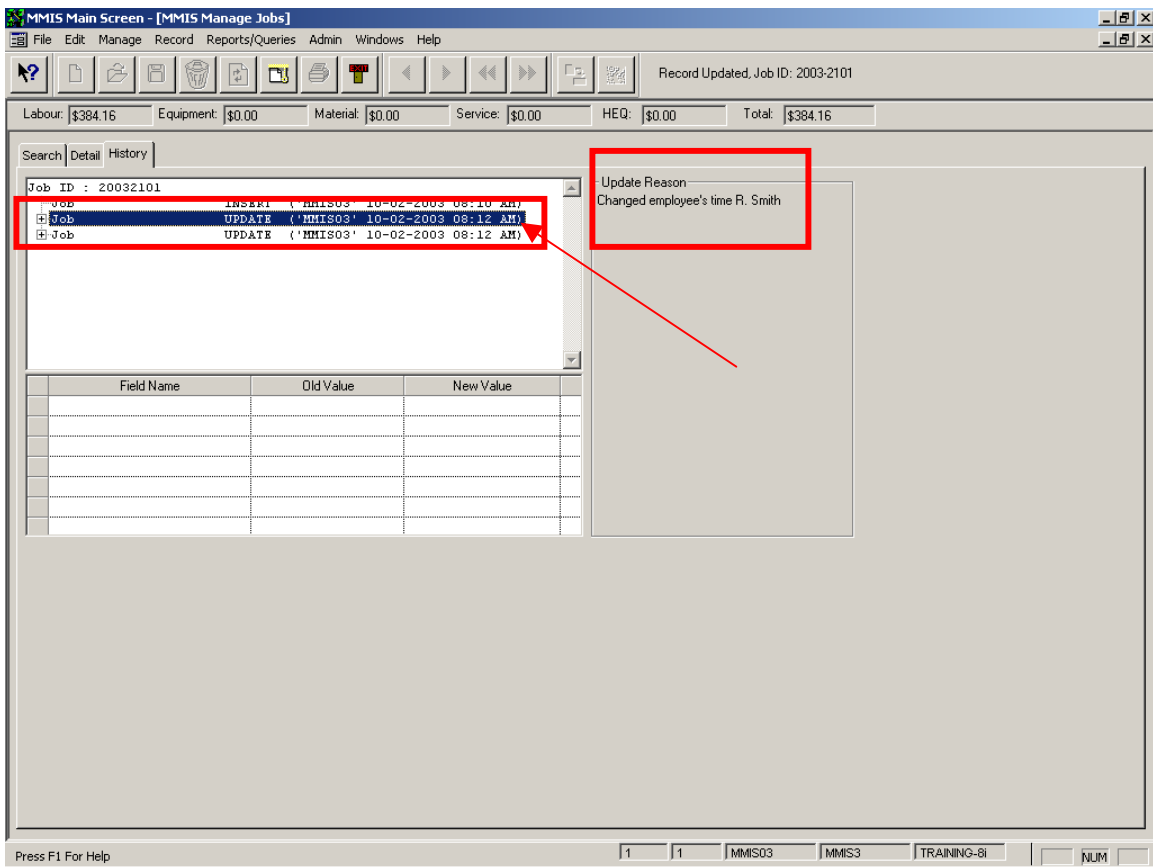 MMIS Main Screen - [MMIS Manage Jobs]
File Edit Manage Record Reports/Queries Admin Windows Help
EXIT
Record Updated, Job ID: 2003-2101
Labour: $384.16 Equipment: $0.00 Material: $0.00 Service: $0.00 HEQ: $0.00 Total: $384.16
Search Detail History
Job ID : 20032101
Job INSERT ('MMIS03' 10-02-2003 08:10 AM)
Job UPDATE ('MMIS03' 10-02-2003 08:12 AM)
Job UPDATE ('MMIS03' 10-02-2003 08:12 AM)
Update Reason
Changed employee's time R. Smith
Field Name Old Value New Value
Press F1 For Help 1 1 MMIS03 MMIS3 TRAINING-8i NUM